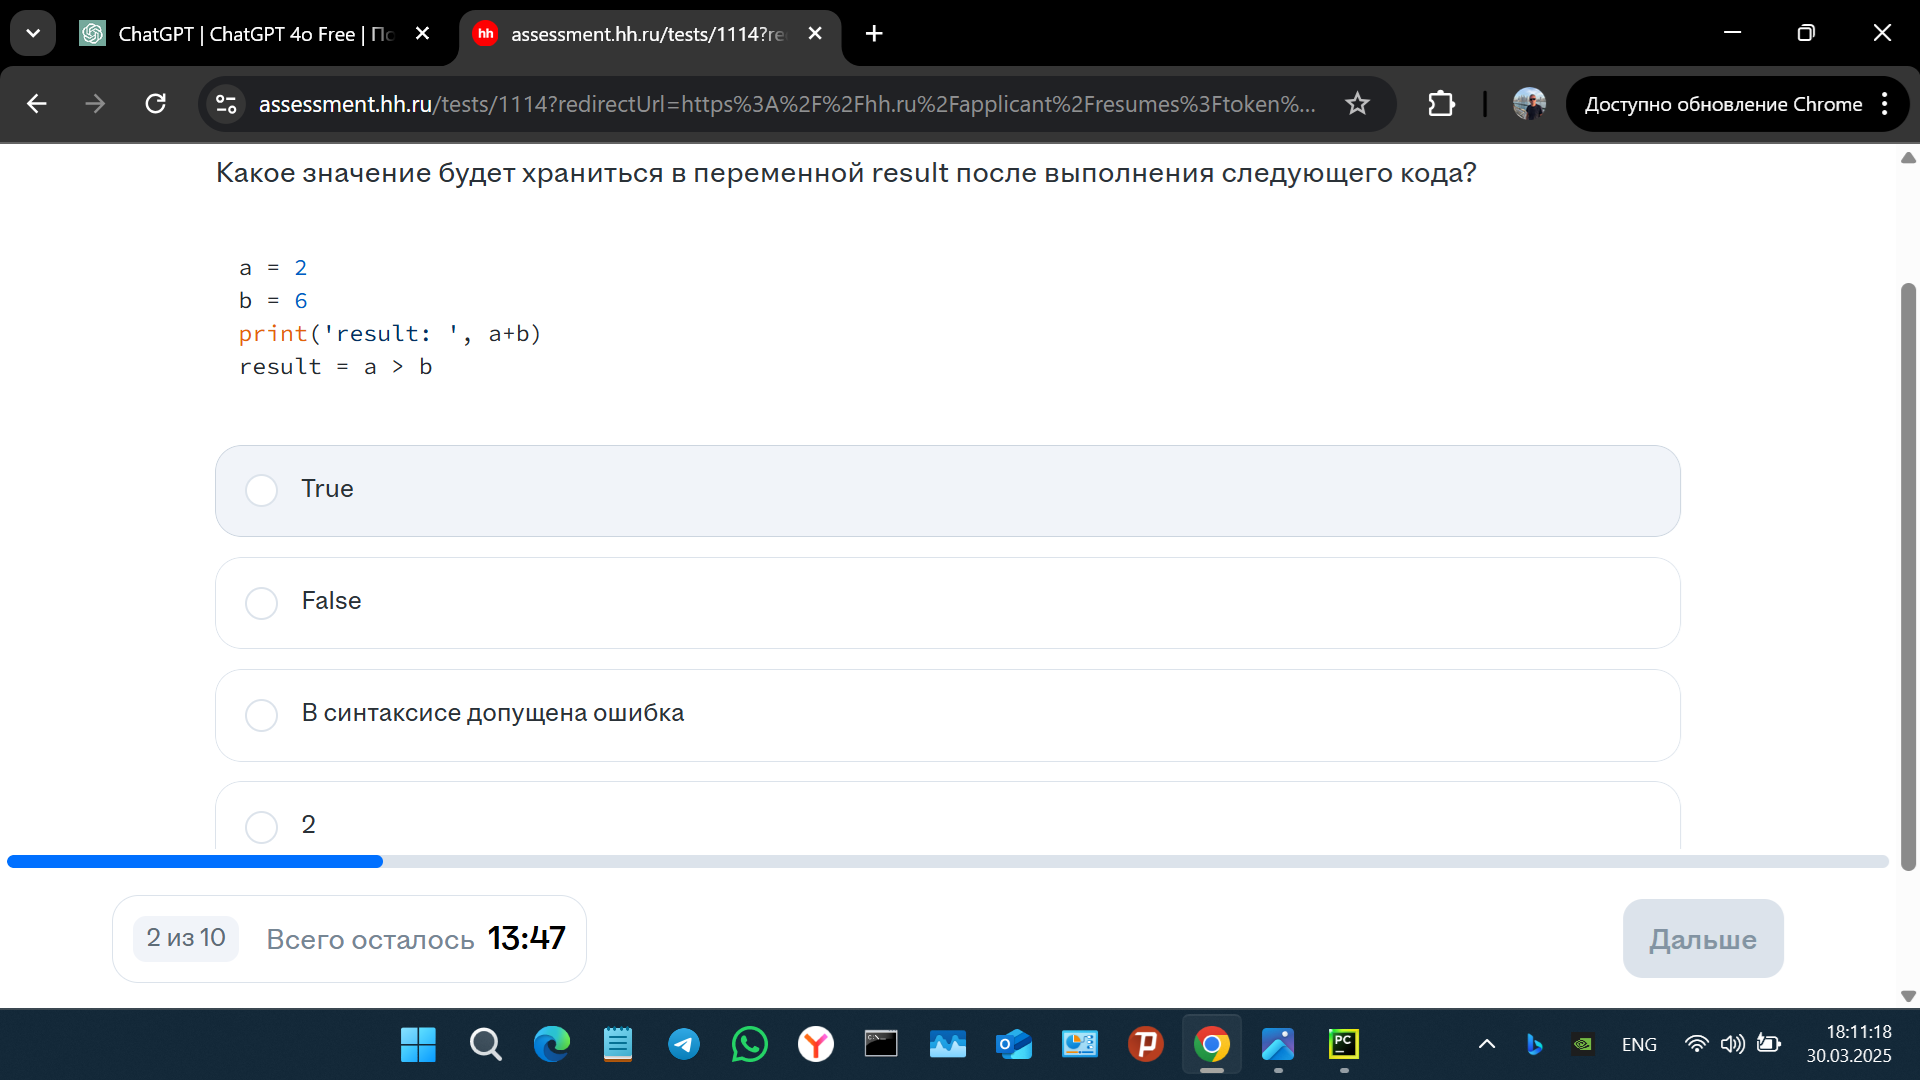 ChatGPT | ChatGPT 4o Free | По
hh assessment.hh.ru/tests/1114?re
assessment.hh.ru/tests/1114?redirectUrl=https%3A%2F%2Fhh.ru%2Fapplicant%2Fresumes%3Ftoken%...
Доступно обновление Chrome
Какое значение будет храниться в переменной result после выполнения следующего кода?
a = 2
b = 6
print('result: ', a+b)
result = a > b
True
False
В синтаксисе допущена ошибка
2
2 из 10
Всего осталось 13:47
Дальше
PC
ENG
18:11:18
30.03.2025